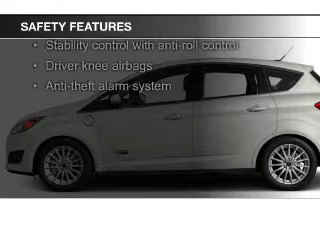 SAFETY FEATURES
• Stability control with anti-roll control
• Driver knee airbags
• Anti-theft alarm system